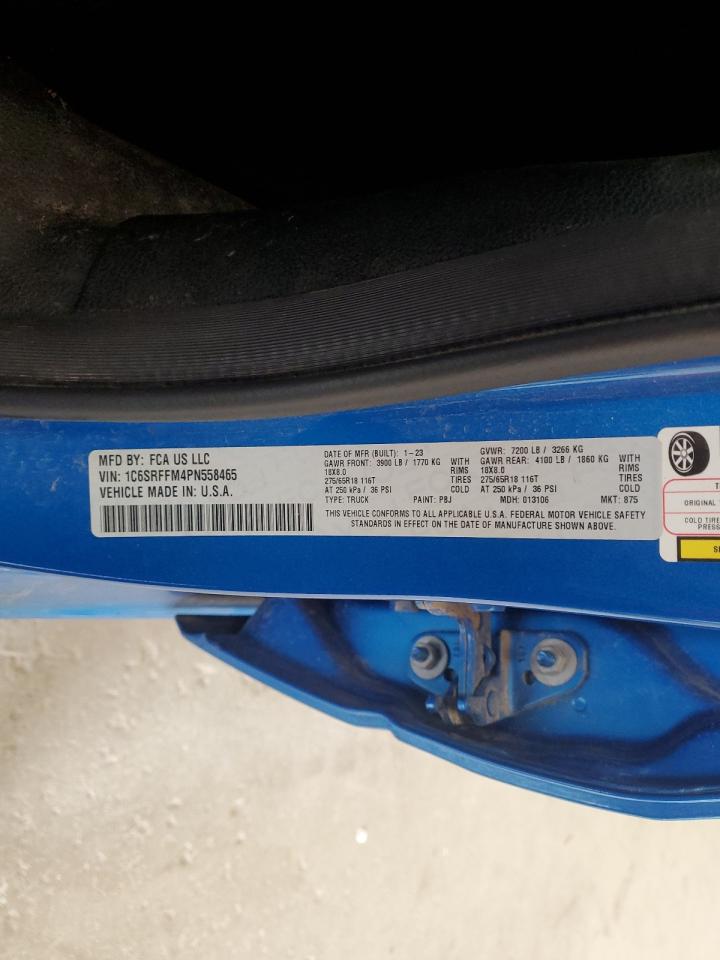 MFD BY: FCA US LLC
VIN: 1C6SRFFM4PN558465
VEHICLE MADE IN: U.S.A.
DATE OF MFR (BUILT): 1-23 GVWR: 7200 LB / 3266 KG
GAWR FRONT: 3900 LB / 1770 KG WITH GAWR REAR: 4100 LB / 1860 KG WITH
18X8.0 RIMS 18X8.0 RIMS
275/65R18 116T TIRES 275/65R18 116T TIRES
AT 250 kPa / 36 PSI COLD AT 250 kPa / 36 PSI COLD
TYPE: TRUCK PAINT: PBJ MDH: 013106 MKT: 875
THIS VEHICLE CONFORMS TO ALL APPLICABLE U.S.A. FEDERAL MOTOR VEHICLE SAFETY
STANDARDS IN EFFECT ON THE DATE OF MANUFACTURE SHOWN ABOVE.
ORIGINAL
COLD TIRE
PRESS